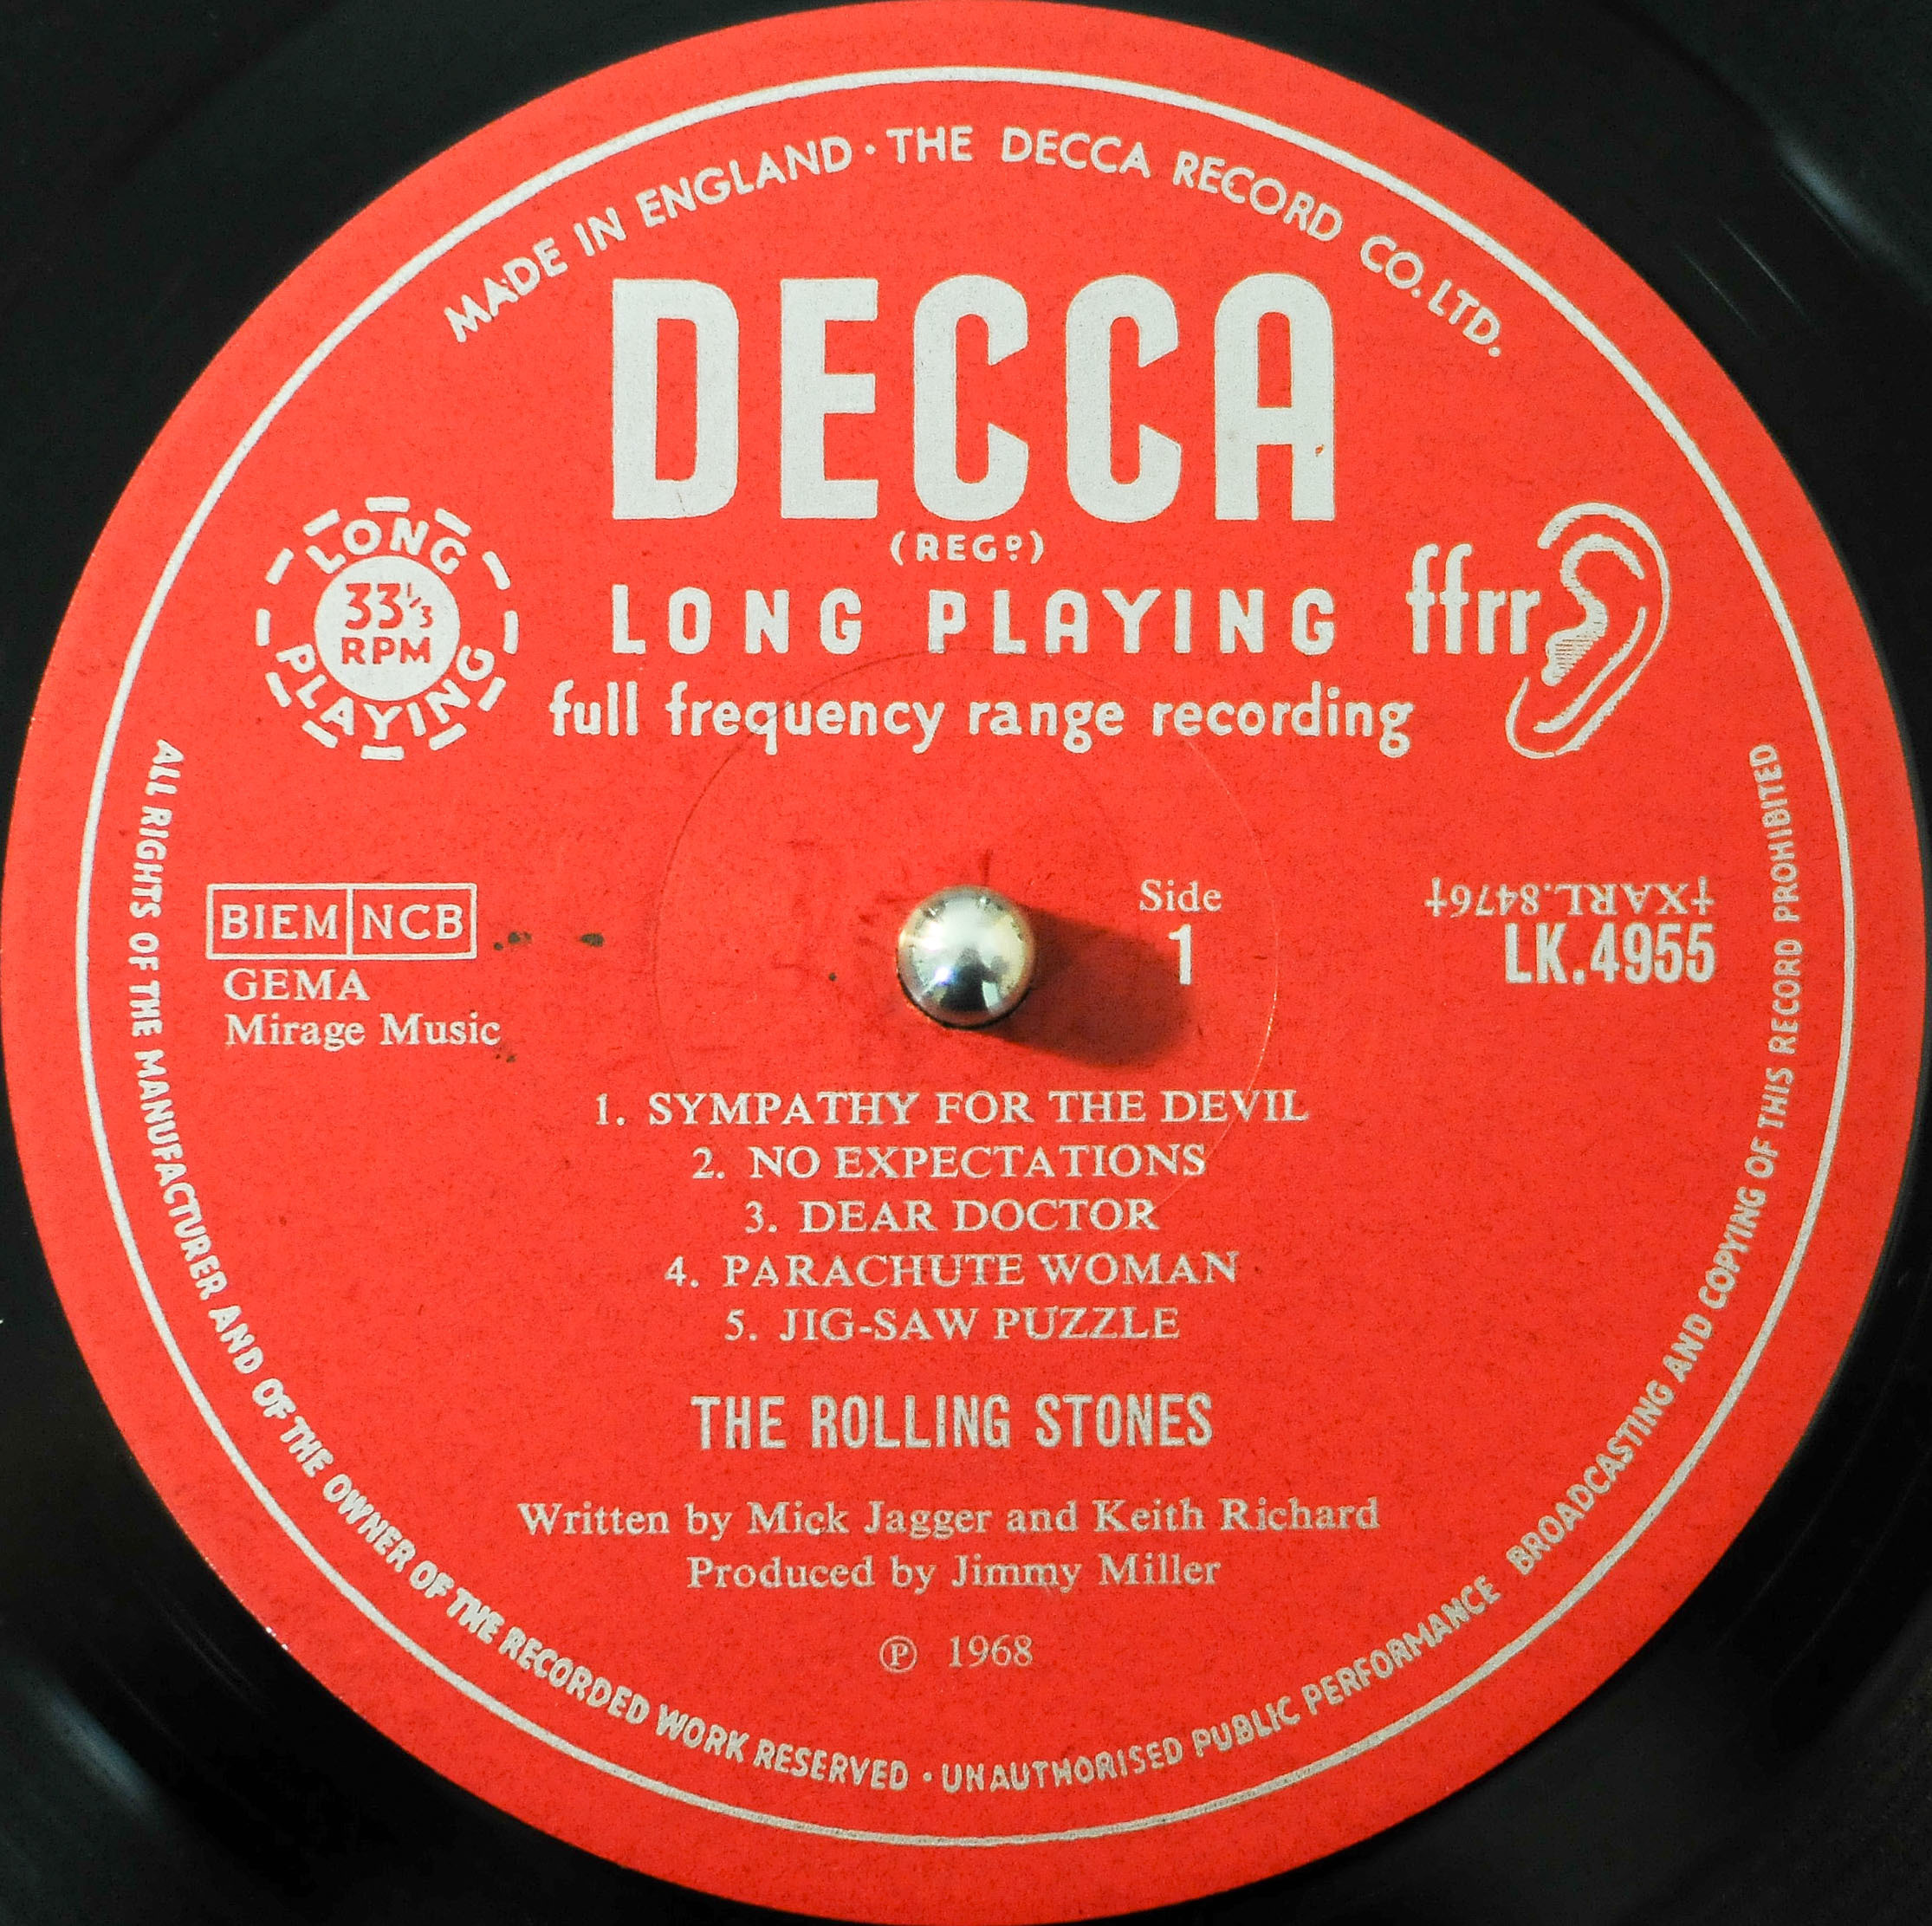 MADE IN ENGLAND · THE DECCA RECORD CO. LTD.
DECCA
(REGD)
LONG PLAYING
33⅓
RPM
LONG PLAYING
ffrr
full frequency range recording
BIEM NCB
GEMA
Mirage Music
Side
1
‡XARL.8476‡
LK.4955
1. SYMPATHY FOR THE DEVIL
2. NO EXPECTATIONS
3. DEAR DOCTOR
4. PARACHUTE WOMAN
5. JIG-SAW PUZZLE
THE ROLLING STONES
Written by Mick Jagger and Keith Richard
Produced by Jimmy Miller
Ⓟ 1968
ALL RIGHTS OF THE MANUFACTURER AND OF THE OWNER OF THE RECORDED WORK RESERVED · UNAUTHORISED PUBLIC PERFORMANCE BROADCASTING AND COPYING OF THIS RECORD PROHIBITED